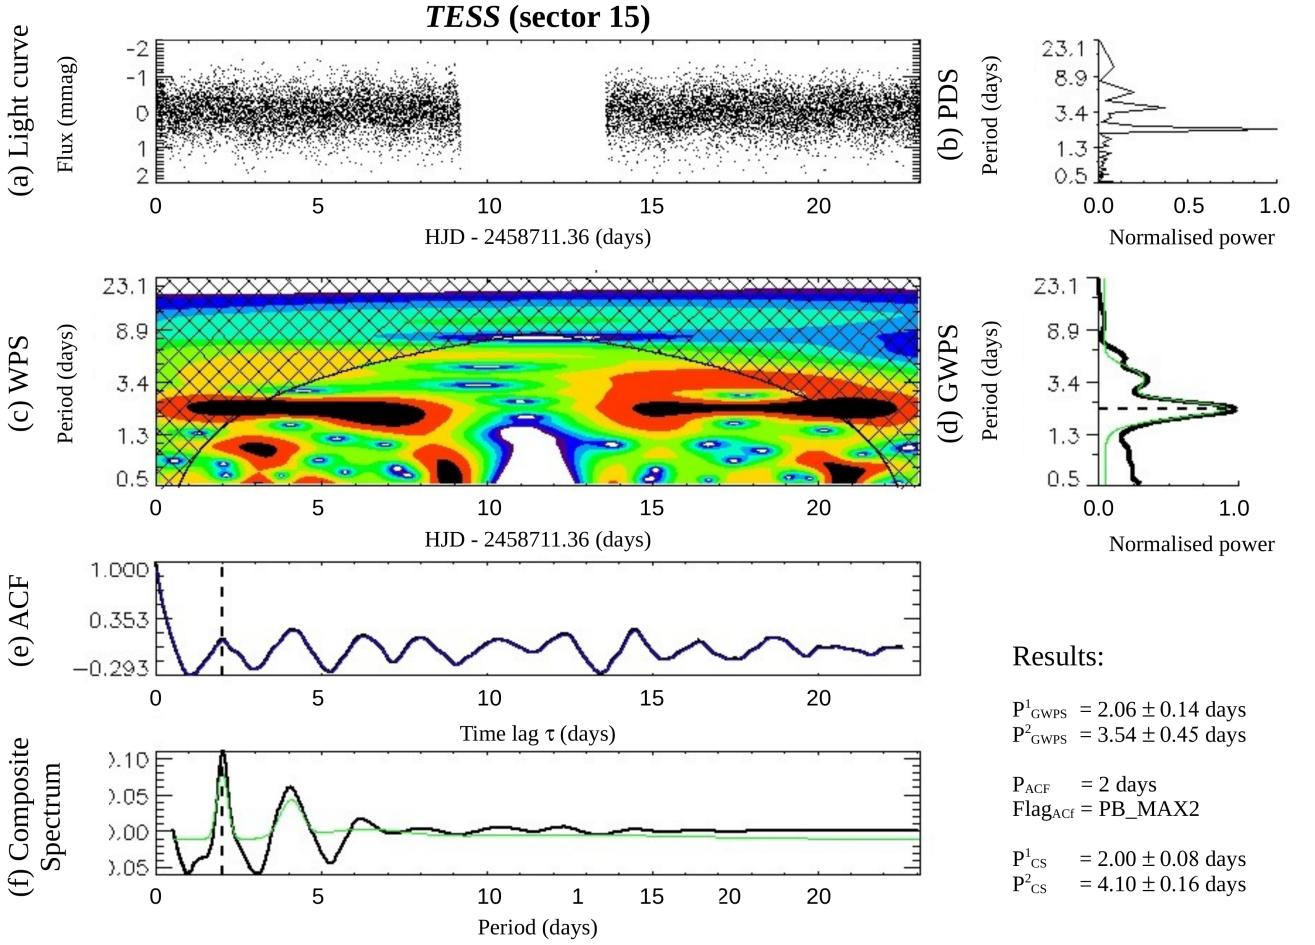 TESS (sector 15)
(a) Light curve
Flux (mmag)
-2
-1
0
1
2
0 5 10 15 20
HJD - 2458711.36 (days)
(b) PDS
Period (days)
23.1
8.9
3.4
1.3
0.5
0.0 0.5 1.0
Normalised power
(c) WPS
Period (days)
23.1
8.9
3.4
1.3
0.5
0 5 10 15 20
HJD - 2458711.36 (days)
(d) GWPS
Period (days)
23.1
8.9
3.4
1.3
0.5
0.0 1.0
Normalised power
(e) ACF
1.000
0.353
−0.293
0 5 10 15 20
Time lag τ (days)
(f) Composite
Spectrum
.10
.05
.00
.05
0 5 10 1 15 20 20
Period (days)
Results:
P¹GWPS = 2.06 ± 0.14 days
P²GWPS = 3.54 ± 0.45 days
PACF = 2 days
FlagACf = PB_MAX2
P¹CS = 2.00 ± 0.08 days
P²CS = 4.10 ± 0.16 days